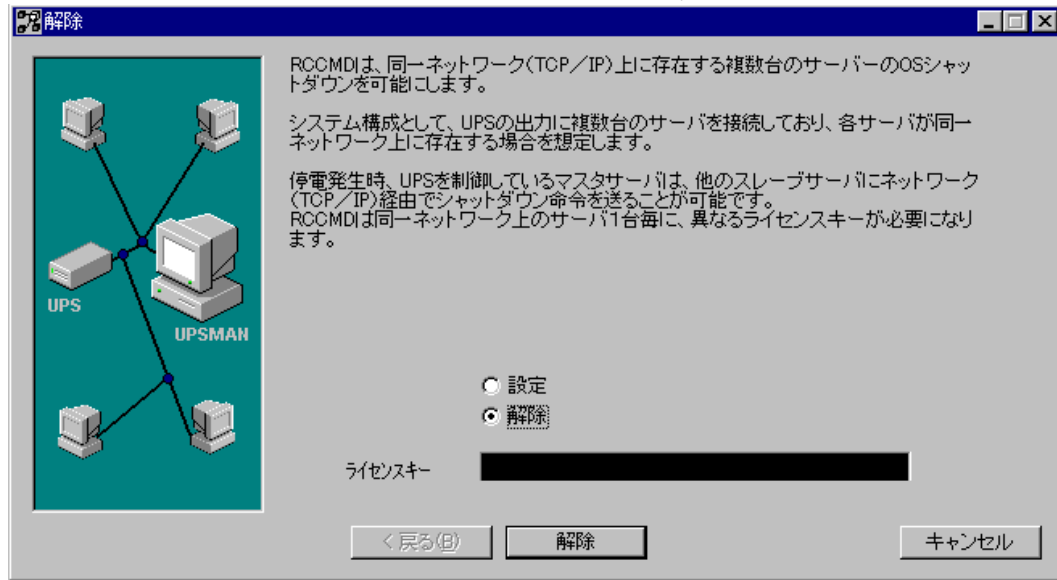 解除
RCCMDは、同一ネットワーク(TCP/IP)上に存在する複数台のサーバーのOSシャッ
トダウンを可能にします。
システム構成として、UPSの出力に複数台のサーバを接続しており、各サーバが同一
ネットワーク上に存在する場合を想定します。
停電発生時、UPSを制御しているマスタサーバは、他のスレーブサーバにネットワーク
(TCP/IP)経由でシャットダウン命令を送ることが可能です。
RCCMDは同一ネットワーク上のサーバ1台毎に、異なるライセンスキーが必要になり
ます。
UPS
UPSMAN
設定
解除
ライセンスキー
<戻る(B)
解除
キャンセル